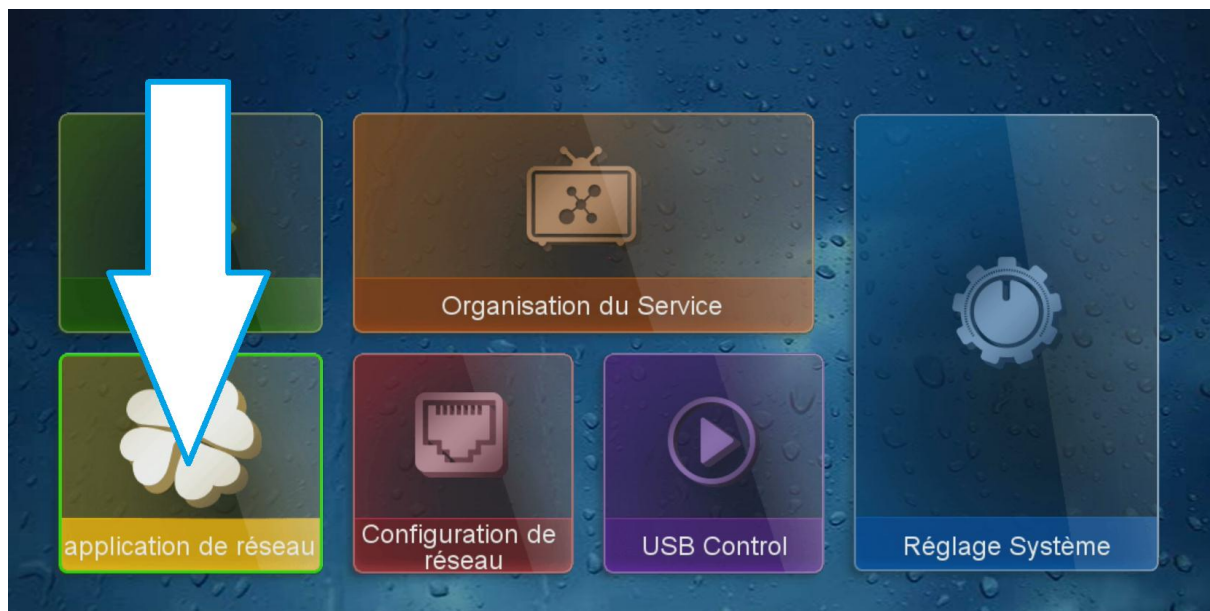 Organisation du Service
application de réseau
Configuration de
réseau
USB Control
Réglage Système